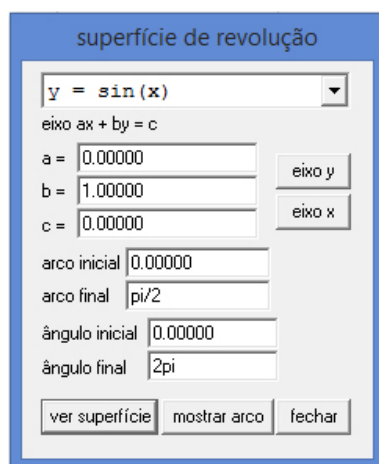 superfície de revolução
y = sin(x)
eixo ax + by = c
a = 0.00000
eixo y
b = 1.00000
eixo x
c = 0.00000
arco inicial 0.00000
arco final pi/2
ângulo inicial 0.00000
ângulo final 2pi
ver superfície mostrar arco fechar